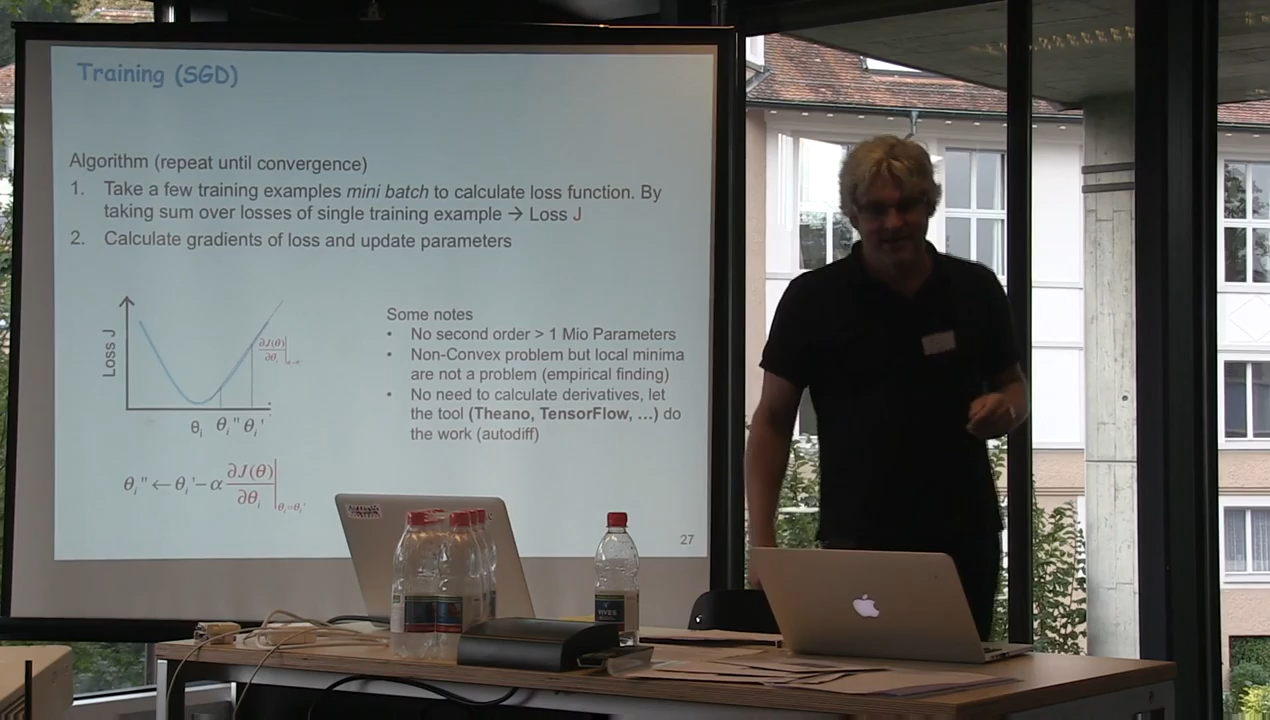 Training (SGD)
Algorithm (repeat until convergence)
1. Take a few training examples mini batch to calculate loss function. By
taking sum over losses of single training example → Loss J
2. Calculate gradients of loss and update parameters
Some notes
• No second order > 1 Mio Parameters
• Non-Convex problem but local minima
are not a problem (empirical finding)
• No need to calculate derivatives, let
the tool (Theano, TensorFlow, …) do
the work (autodiff)
Loss J
∂J(θ)
∂θᵢ
θᵢ θᵢ'' θᵢ'
θᵢ'' ← θᵢ' − α ∂J(θ)/∂θᵢ |θᵢ=θᵢ'
27